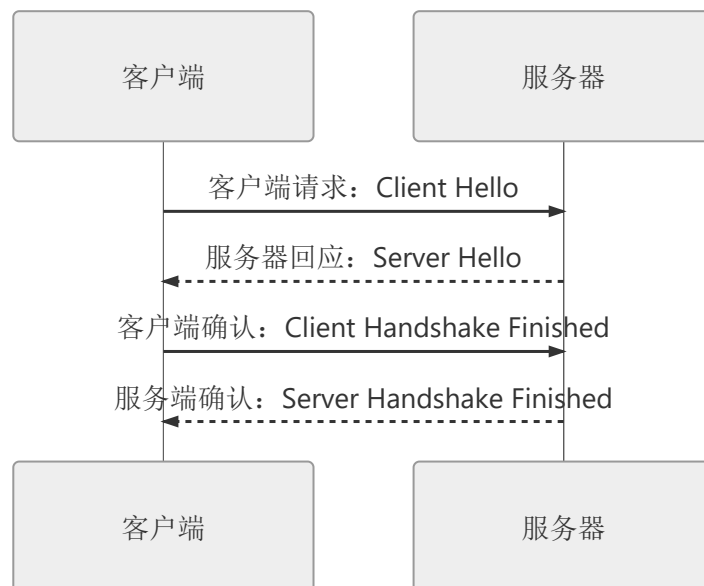 客户端
服务器
客户端请求：Client Hello
服务器回应：Server Hello
客户端确认：Client Handshake Finished
服务端确认：Server Handshake Finished
客户端
服务器